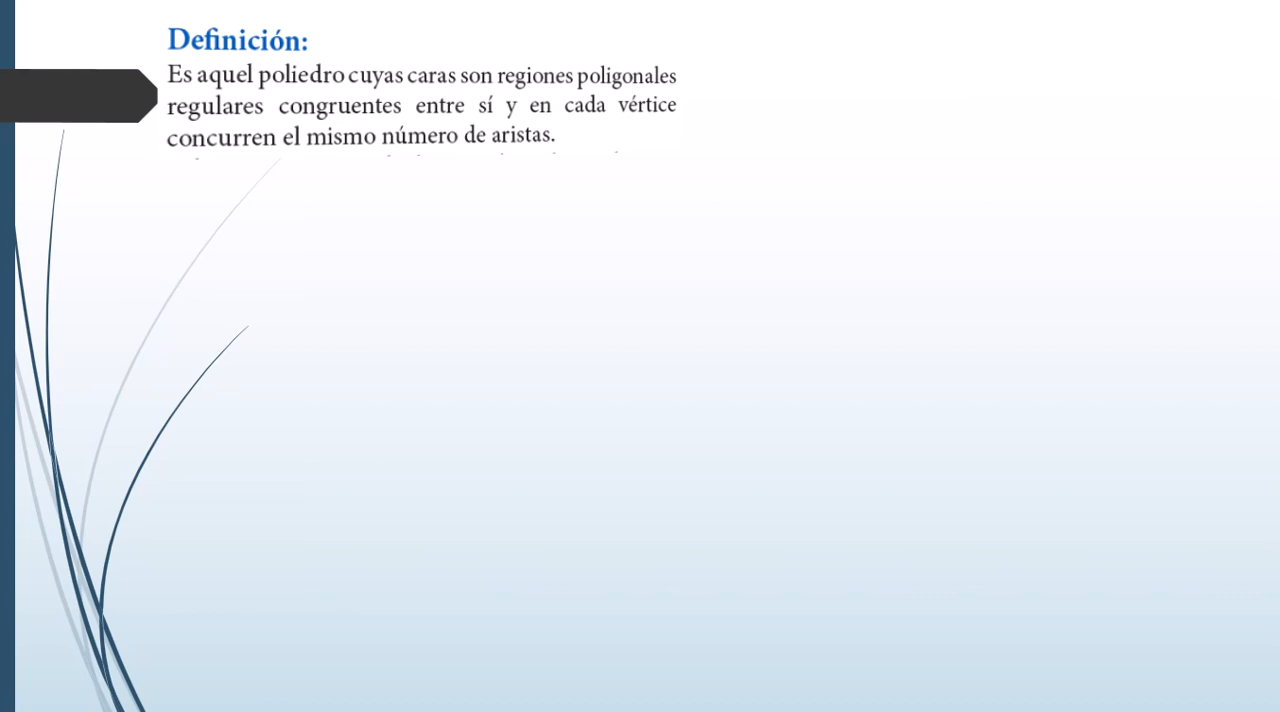 Definición:
Es aquel poliedro cuyas caras son regiones poligonales
regulares congruentes entre sí y en cada vértice
concurren el mismo número de aristas.